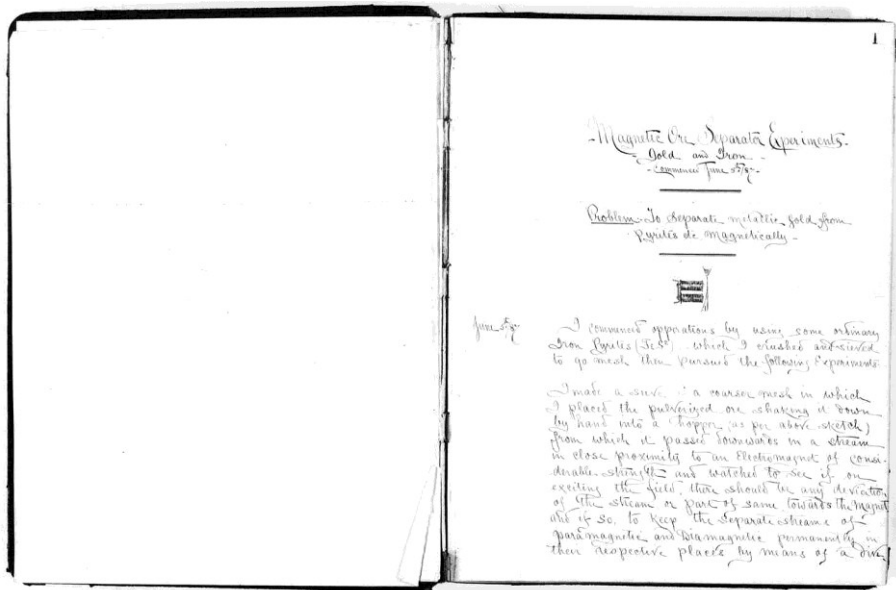 1
Magnetic Ore Separator Experiments.
Gold and Iron.
Commenced June 5th
Problem - To Separate metallic gold from
Pyrites &c Magnetically -
June 5th
I commenced opperations by using some ordinary
Iron Pyrites (FeS²) which I crushed and sieved
to 90 mesh then pursued the following Experiments.
I made a sieve of a courser mesh in which
I placed the pulverized ore shaking it down
by hand into a hopper (as per above sketch)
from which it passed downwards in a stream
in close proximity to an Electromagnet of consi-
derable strength and watched to see if on
exciting the field, there should be any deviation
of the stream or part of same towards the Magnet
and if so, to keep the separate streams of
paramagnetic and Diamagnetic permanently in
their respective places by means of a